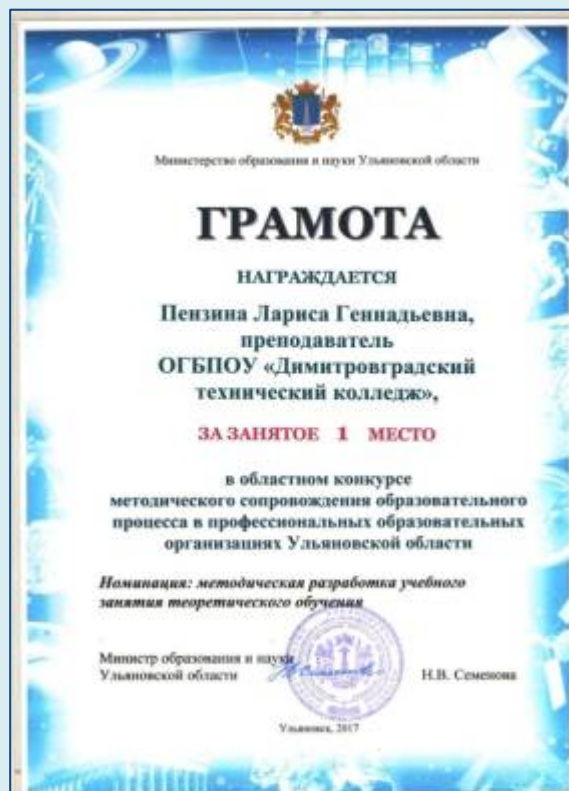 Министерство образования и науки Ульяновской области
ГРАМОТА
НАГРАЖДАЕТСЯ
Пензина Лариса Геннадьевна,
преподаватель
ОГБПОУ «Димитровградский
технический колледж»,
ЗА ЗАНЯТОЕ 1 МЕСТО
в областном конкурсе
методического сопровождения образовательного
процесса в профессиональных образовательных
организациях Ульяновской области
Номинация: методическая разработка учебного
занятия теоретического обучения
Министр образования и науки
Ульяновской области Н.В. Семенова
Ульяновск, 2017